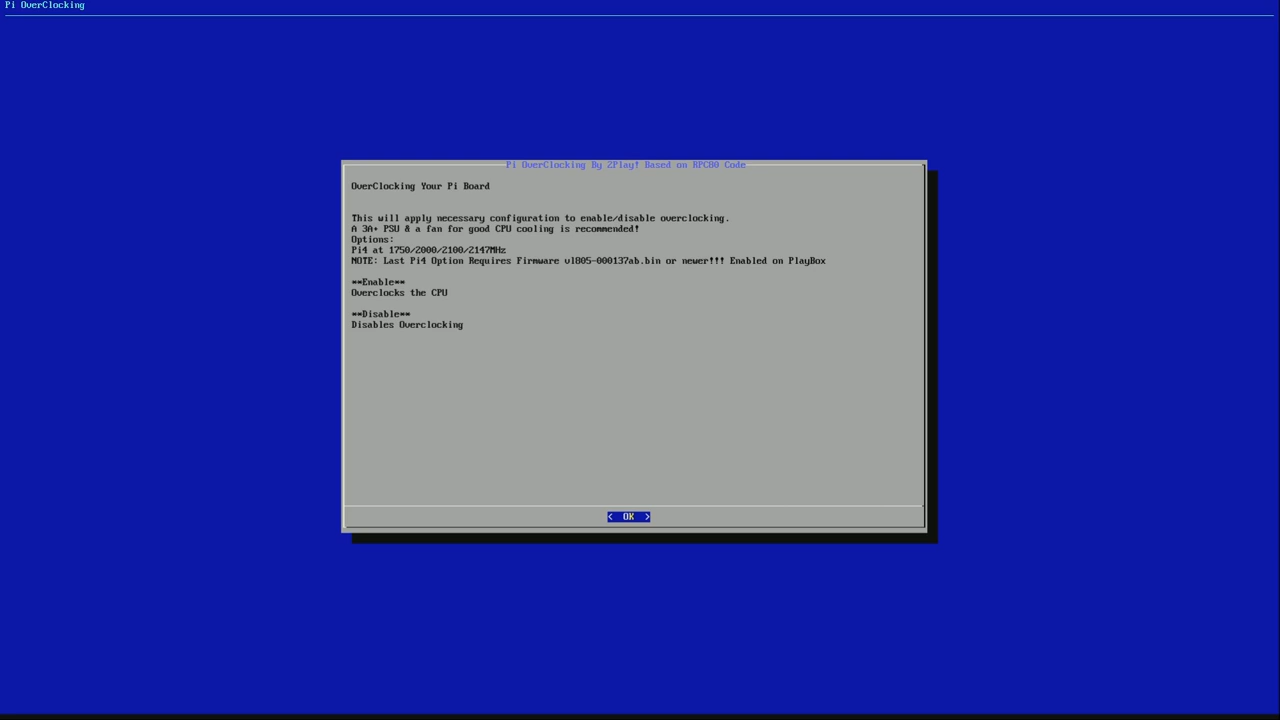 Pi OverClocking
Pi OverClocking By 2Play! Based on RPC80 Code
OverClocking Your Pi Board
This will apply necessary configuration to enable/disable overclocking.
A 3A+ PSU & a fan for good CPU cooling is recommended!
Options:
Pi4 at 1750/2000/2100/2147MHz
NOTE: Last Pi4 Option Requires Firmware vl805-000137ab.bin or newer!!! Enabled on PlayBox
**Enable**
Overclocks the CPU
**Disable**
Disables Overclocking
< OK >